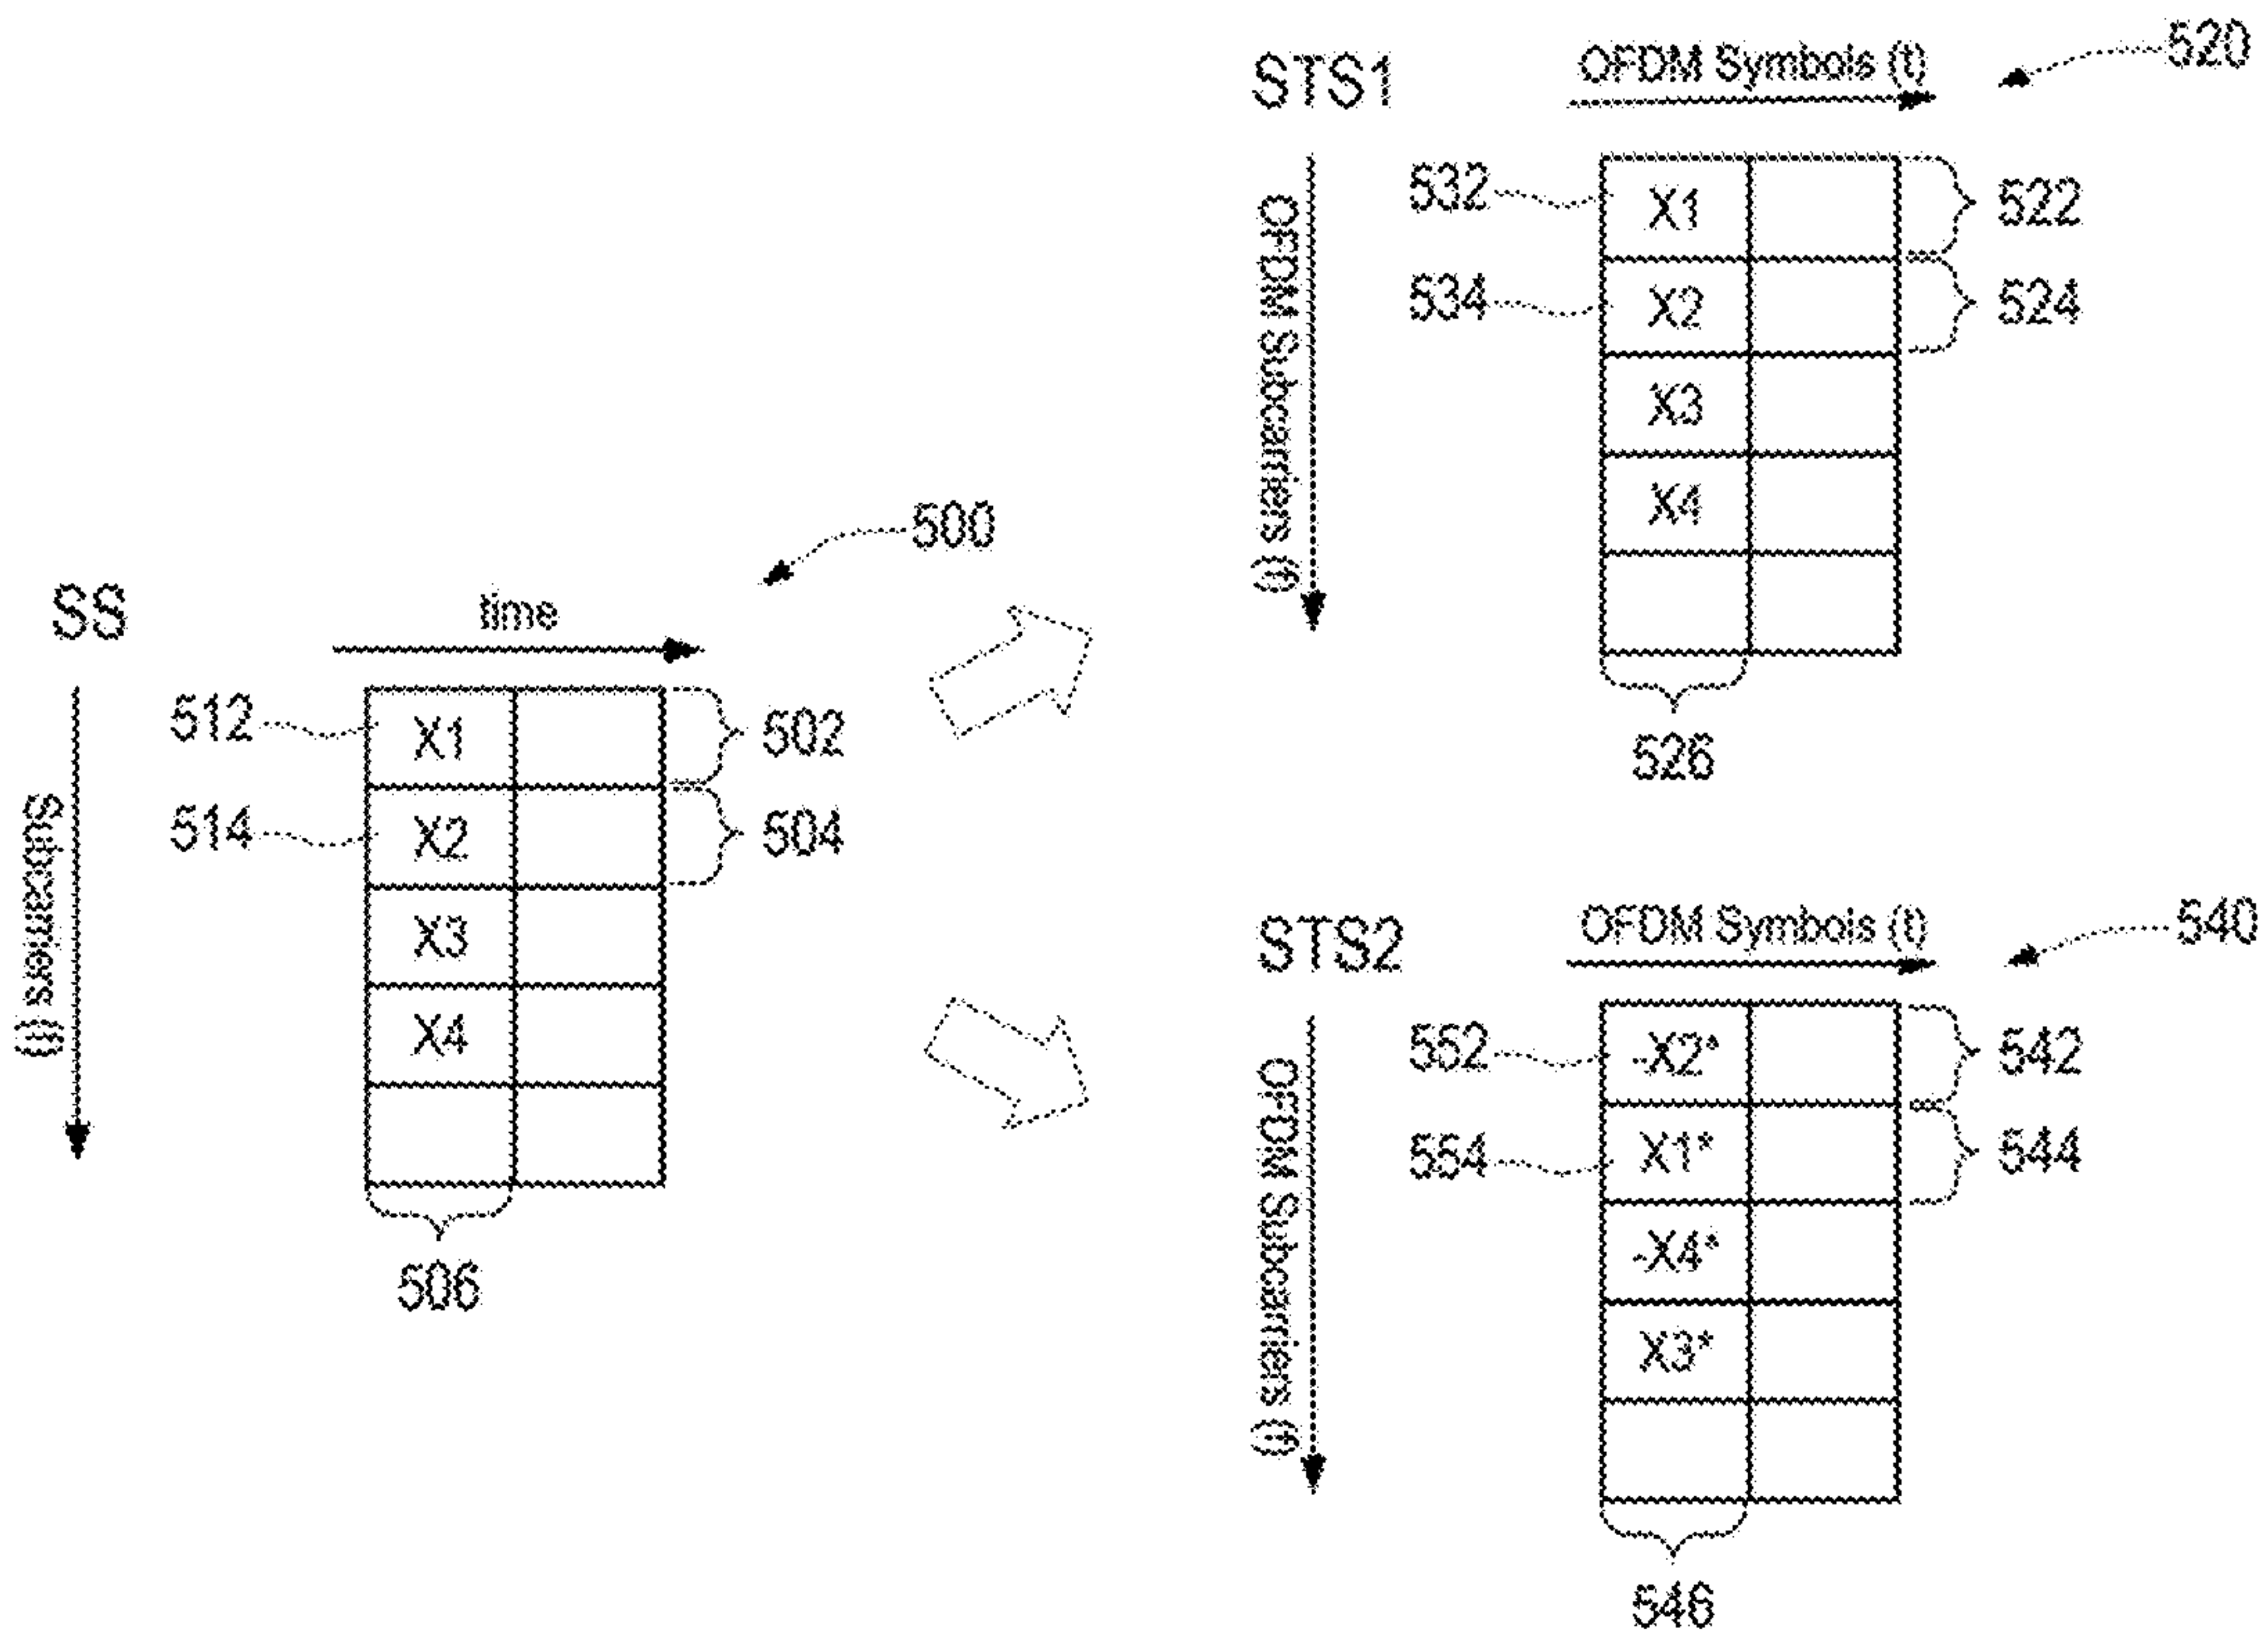 SS
time
500
Subcarriers (f)
512
X1
502
514
X2
504
X3
X4
506
STS1
OFDM Symbols (t)
520
OFDM Subcarriers (f)
532
X1
522
534
X2
524
X3
X4
526
STS2
OFDM Symbols (t)
540
OFDM Subcarriers (f)
552
-X2*
542
554
X1*
544
-X4*
X3*
546